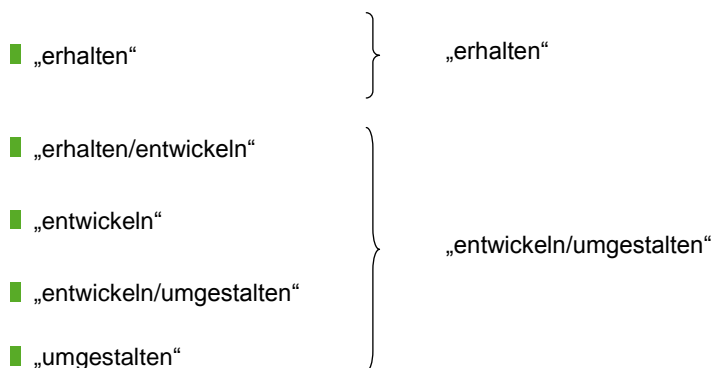 „erhalten“
„erhalten“
„erhalten/entwickeln“
„entwickeln“
„entwickeln/umgestalten“
„entwickeln/umgestalten“
„umgestalten“